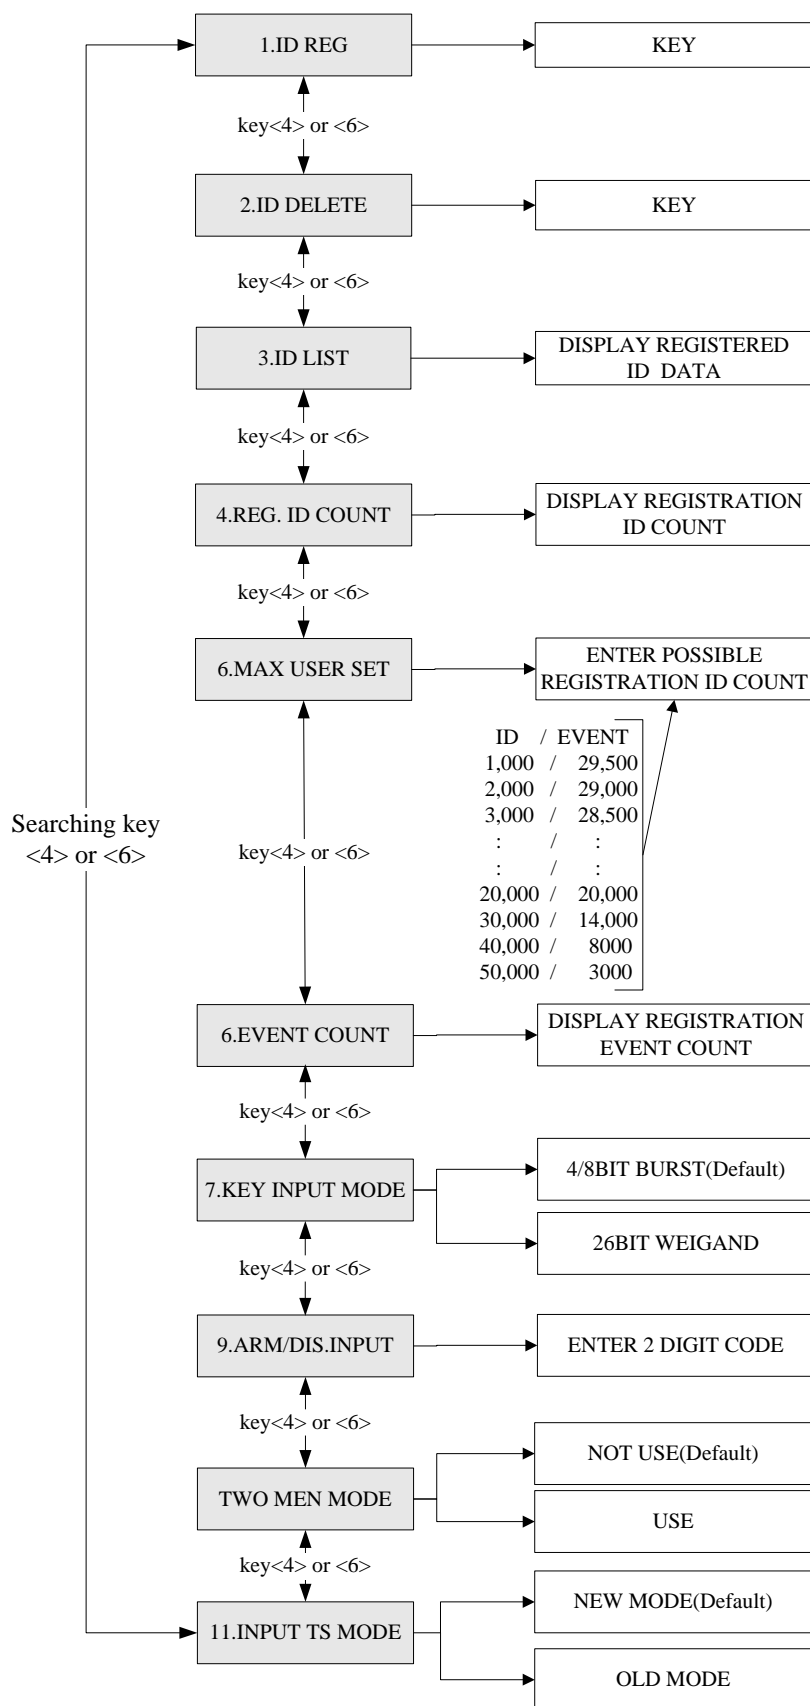 1.ID REG
KEY
key<4> or <6>
2.ID DELETE
KEY
key<4> or <6>
3.ID LIST
DISPLAY REGISTERED
ID DATA
key<4> or <6>
4.REG. ID COUNT
DISPLAY REGISTRATION
ID COUNT
key<4> or <6>
6.MAX USER SET
ENTER POSSIBLE
REGISTRATION ID COUNT
ID / EVENT
1,000 / 29,500
2,000 / 29,000
3,000 / 28,500
: / :
: / :
20,000 / 20,000
30,000 / 14,000
40,000 / 8000
50,000 / 3000
Searching key
<4> or <6>
key<4> or <6>
6.EVENT COUNT
DISPLAY REGISTRATION
EVENT COUNT
key<4> or <6>
7.KEY INPUT MODE
4/8BIT BURST(Default)
26BIT WEIGAND
key<4> or <6>
9.ARM/DIS.INPUT
ENTER 2 DIGIT CODE
key<4> or <6>
TWO MEN MODE
NOT USE(Default)
USE
key<4> or <6>
11.INPUT TS MODE
NEW MODE(Default)
OLD MODE